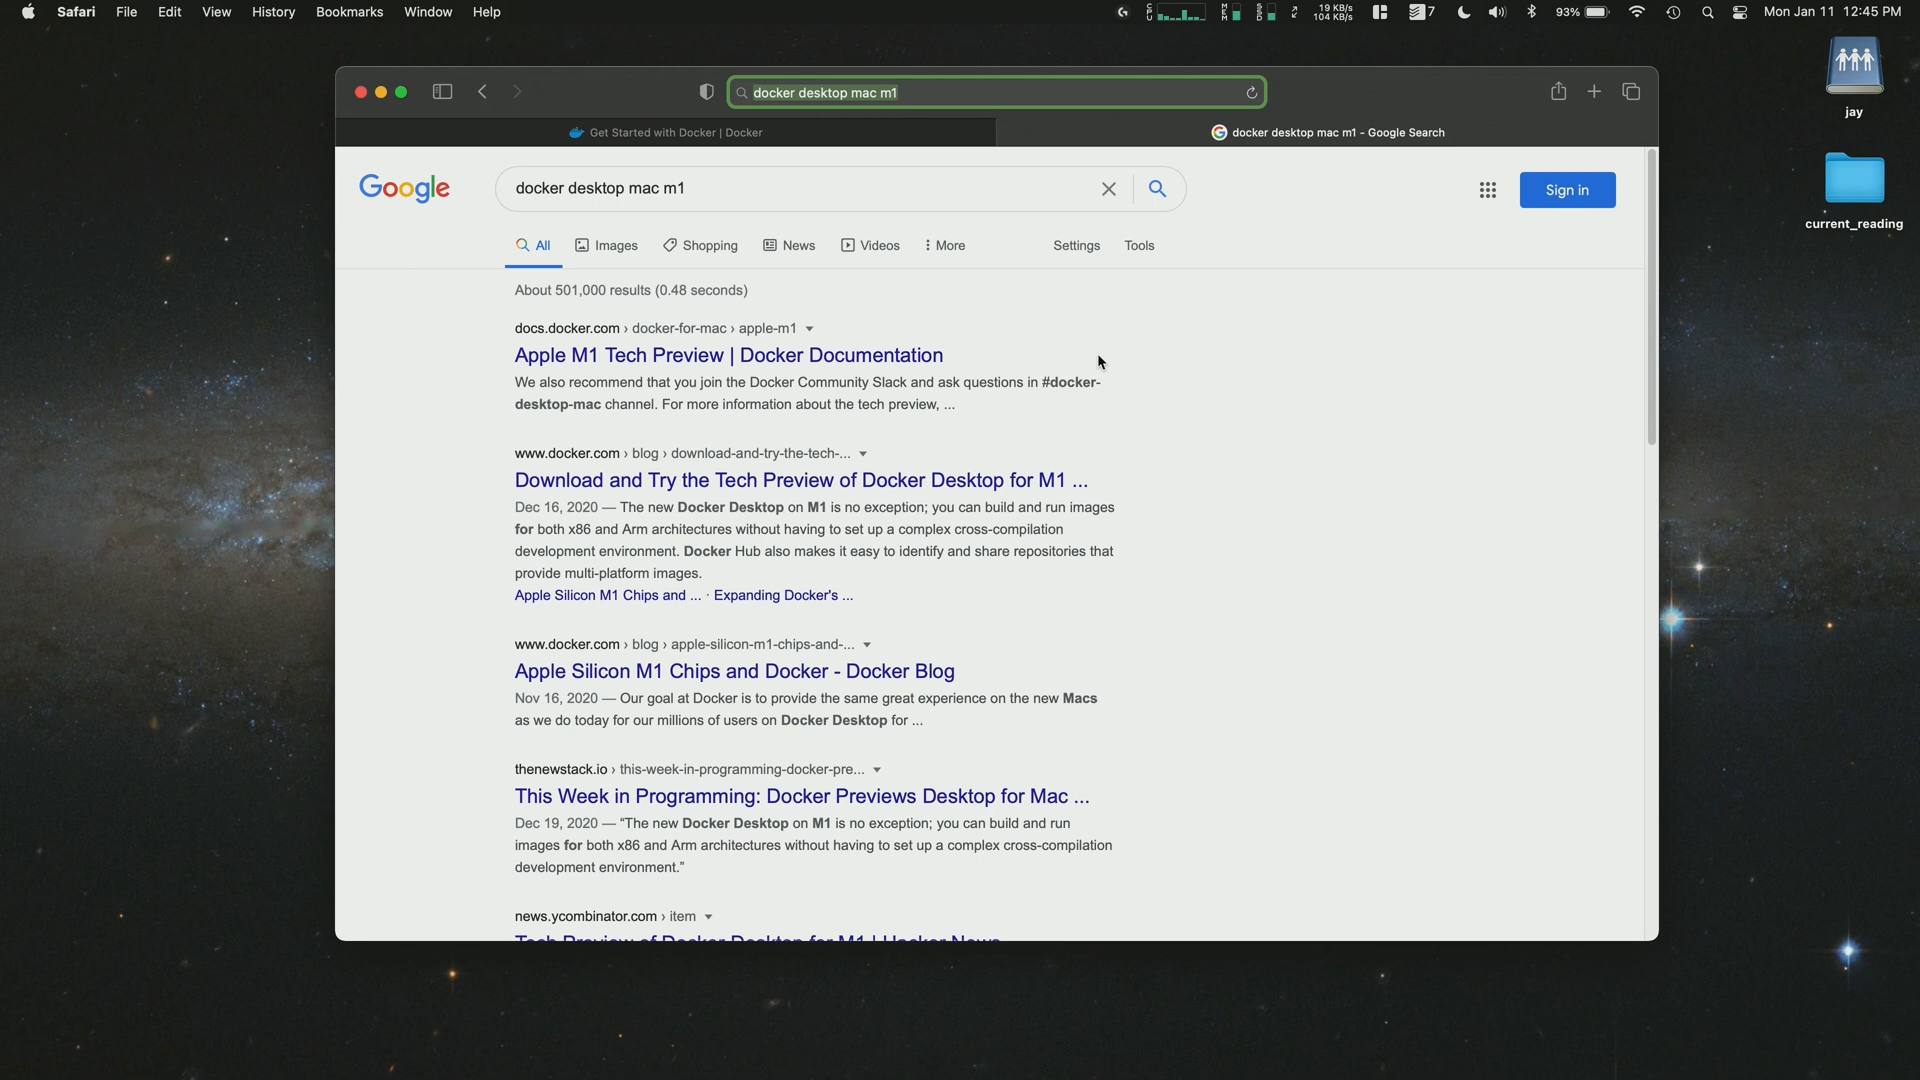 Safari File Edit View History Bookmarks Window Help
CPU MEM SSD 19 KB/s 104 KB/s 7 93% Mon Jan 11 12:45 PM
jay
current_reading
docker desktop mac m1
Get Started with Docker | Docker
docker desktop mac m1 - Google Search
Google
docker desktop mac m1
Sign in
All Images Shopping News Videos More Settings Tools
About 501,000 results (0.48 seconds)
docs.docker.com › docker-for-mac › apple-m1
Apple M1 Tech Preview | Docker Documentation
We also recommend that you join the Docker Community Slack and ask questions in #docker-
desktop-mac channel. For more information about the tech preview, ...
www.docker.com › blog › download-and-try-the-tech-...
Download and Try the Tech Preview of Docker Desktop for M1 ...
Dec 16, 2020 — The new Docker Desktop on M1 is no exception; you can build and run images
for both x86 and Arm architectures without having to set up a complex cross-compilation
development environment. Docker Hub also makes it easy to identify and share repositories that
provide multi-platform images.
Apple Silicon M1 Chips and ... · Expanding Docker's ...
www.docker.com › blog › apple-silicon-m1-chips-and-...
Apple Silicon M1 Chips and Docker - Docker Blog
Nov 16, 2020 — Our goal at Docker is to provide the same great experience on the new Macs
as we do today for our millions of users on Docker Desktop for ...
thenewstack.io › this-week-in-programming-docker-pre...
This Week in Programming: Docker Previews Desktop for Mac ...
Dec 19, 2020 — “The new Docker Desktop on M1 is no exception; you can build and run
images for both x86 and Arm architectures without having to set up a complex cross-compilation
development environment.”
news.ycombinator.com › item
Tech Preview of Docker Desktop for M1 | Hacker News